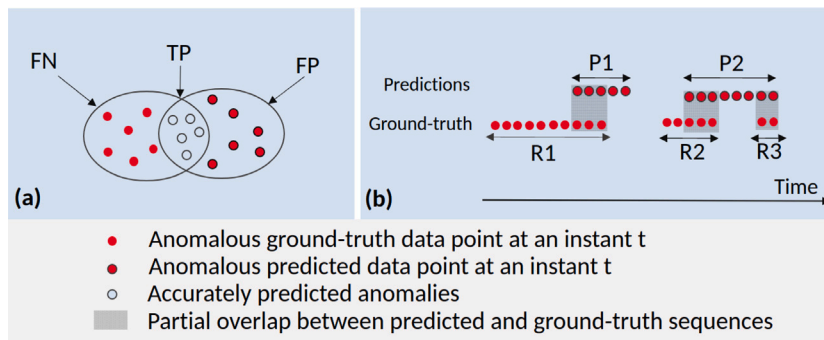 FN
TP
FP
(a)
P1
P2
Predictions
Ground-truth
R1
R2
R3
Time
(b)
Anomalous ground-truth data point at an instant t
Anomalous predicted data point at an instant t
Accurately predicted anomalies
Partial overlap between predicted and ground-truth sequences